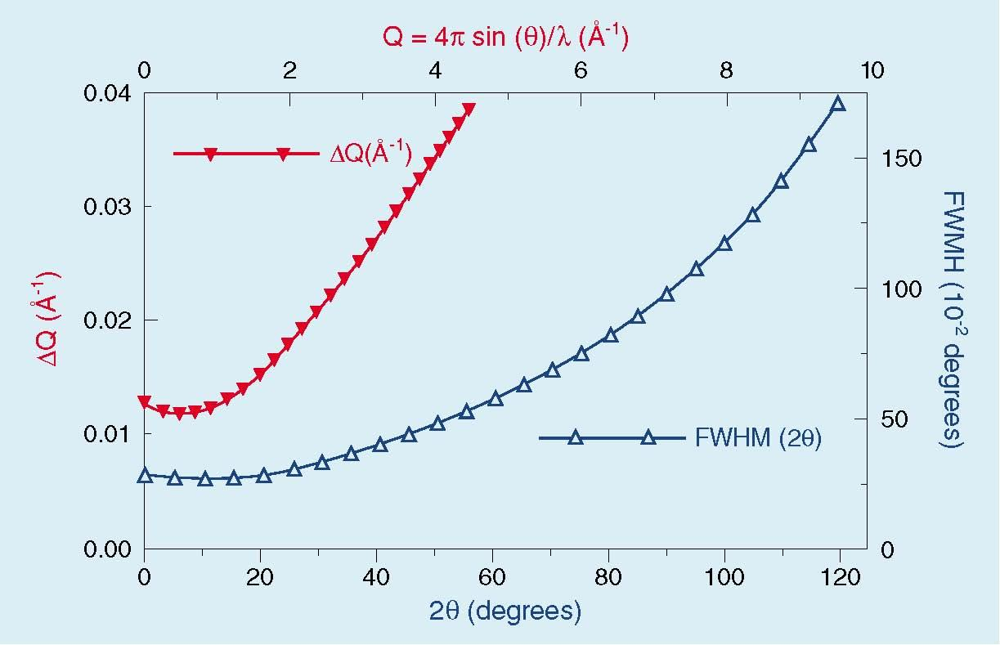 Q = 4π sin (θ)/λ (Å⁻¹)
0 2 4 6 8 10
0.04
0.03
0.02
0.01
0.00
ΔQ (Å⁻¹)
ΔQ(Å⁻¹)
FWHM (2θ)
150
100
50
0
FWMH (10⁻² degrees)
0 20 40 60 80 100 120
2θ (degrees)